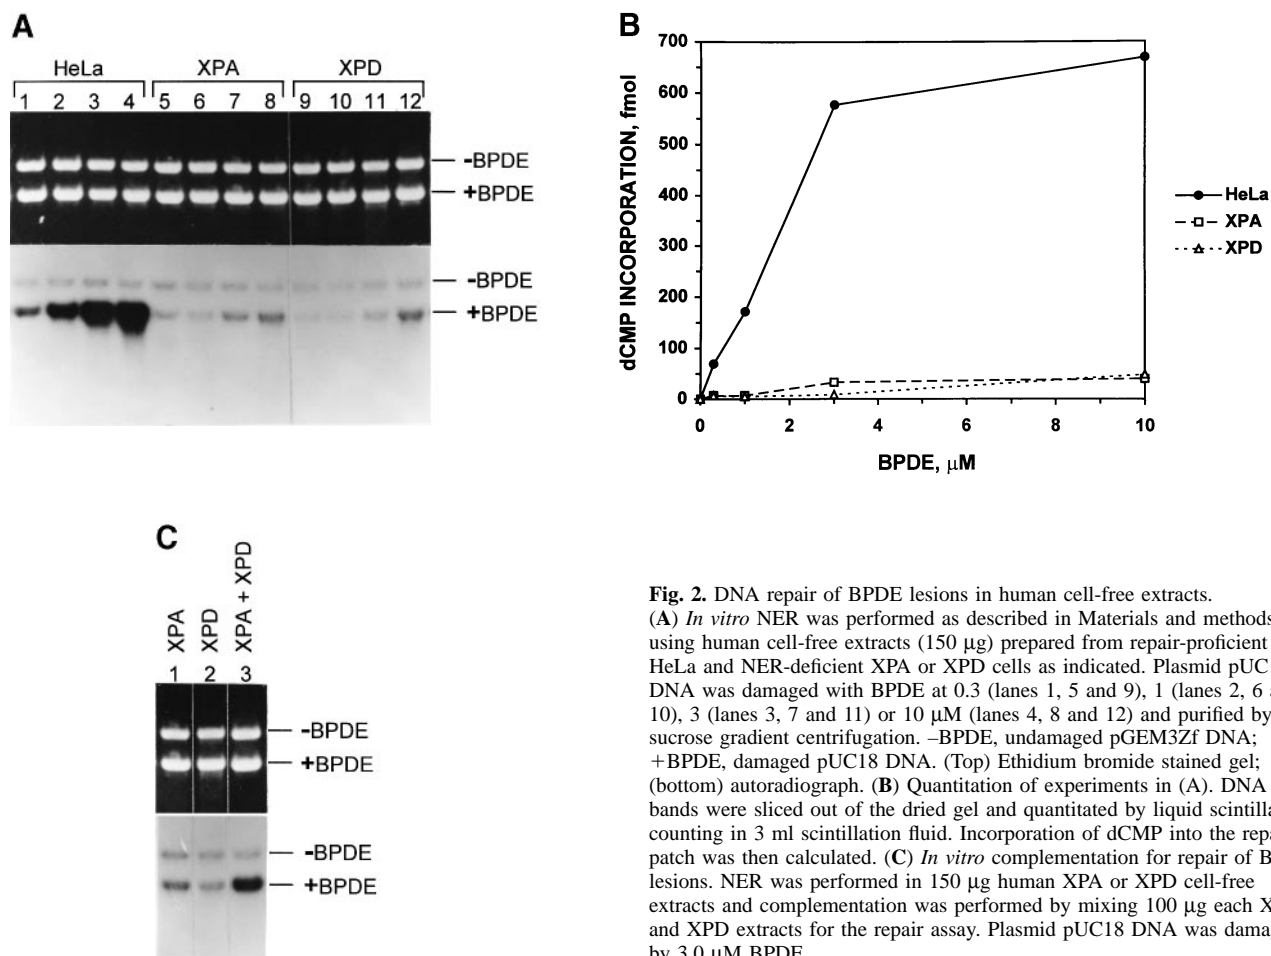 A
HeLa XPA XPD
1 2 3 4 5 6 7 8 9 10 11 12
-BPDE
+BPDE
-BPDE
+BPDE
B
dCMP INCORPORATION, fmol
700
600
500
400
300
200
100
0
0 2 4 6 8 10
BPDE, µM
HeLa
XPA
XPD
C
XPA
XPD
XPA + XPD
1 2 3
-BPDE
+BPDE
-BPDE
+BPDE
Fig. 2. DNA repair of BPDE lesions in human cell-free extracts.
(A) In vitro NER was performed as described in Materials and methods
using human cell-free extracts (150 µg) prepared from repair-proficient
HeLa and NER-deficient XPA or XPD cells as indicated. Plasmid pUC
DNA was damaged with BPDE at 0.3 (lanes 1, 5 and 9), 1 (lanes 2, 6
10), 3 (lanes 3, 7 and 11) or 10 µM (lanes 4, 8 and 12) and purified by
sucrose gradient centrifugation. –BPDE, undamaged pGEM3Zf DNA;
+BPDE, damaged pUC18 DNA. (Top) Ethidium bromide stained gel;
(bottom) autoradiograph. (B) Quantitation of experiments in (A). DNA
bands were sliced out of the dried gel and quantitated by liquid scintilla
counting in 3 ml scintillation fluid. Incorporation of dCMP into the repa
patch was then calculated. (C) In vitro complementation for repair of B
lesions. NER was performed in 150 µg human XPA or XPD cell-free
extracts and complementation was performed by mixing 100 µg each X
and XPD extracts for the repair assay. Plasmid pUC18 DNA was dama
by 3.0 µM BPDE